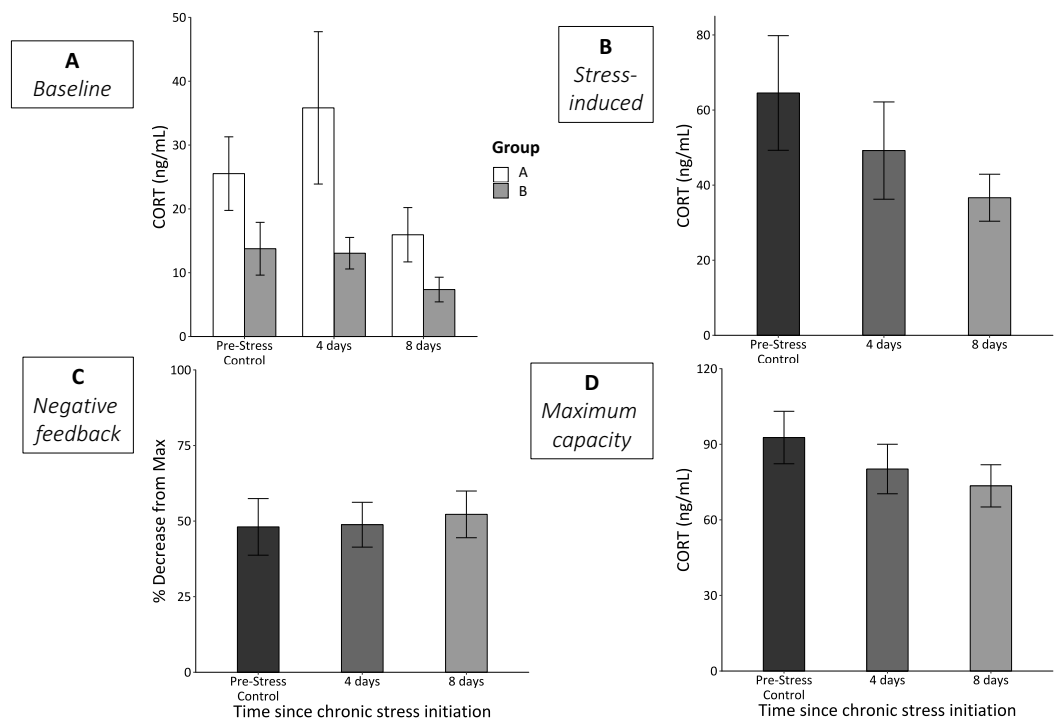 A
Baseline
CORT (ng/mL)
50
40
30
20
10
0
Pre-Stress
Control
4 days
8 days
Group
A
B
B
Stress-
induced
CORT (ng/mL)
80
60
40
20
0
Pre-Stress
Control
4 days
8 days
C
Negative
feedback
% Decrease from Max
100
75
50
25
0
Pre-Stress
Control
4 days
8 days
Time since chronic stress initiation
D
Maximum
capacity
CORT (ng/mL)
120
90
60
30
0
Pre-Stress
Control
4 days
8 days
Time since chronic stress initiation